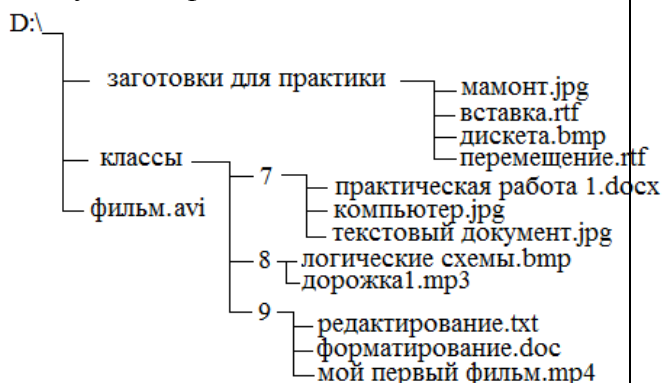 D:\
заготовки для практики
мамонт.jpg
вставка.rtf
дискета.bmp
перемещение.rtf
классы
7
практическая работа 1.docx
компьютер.jpg
текстовый документ.jpg
8
логические схемы.bmp
дорожка1.mp3
9
редактирование.txt
форматирование.doc
мой первый фильм.mp4
фильм.avi